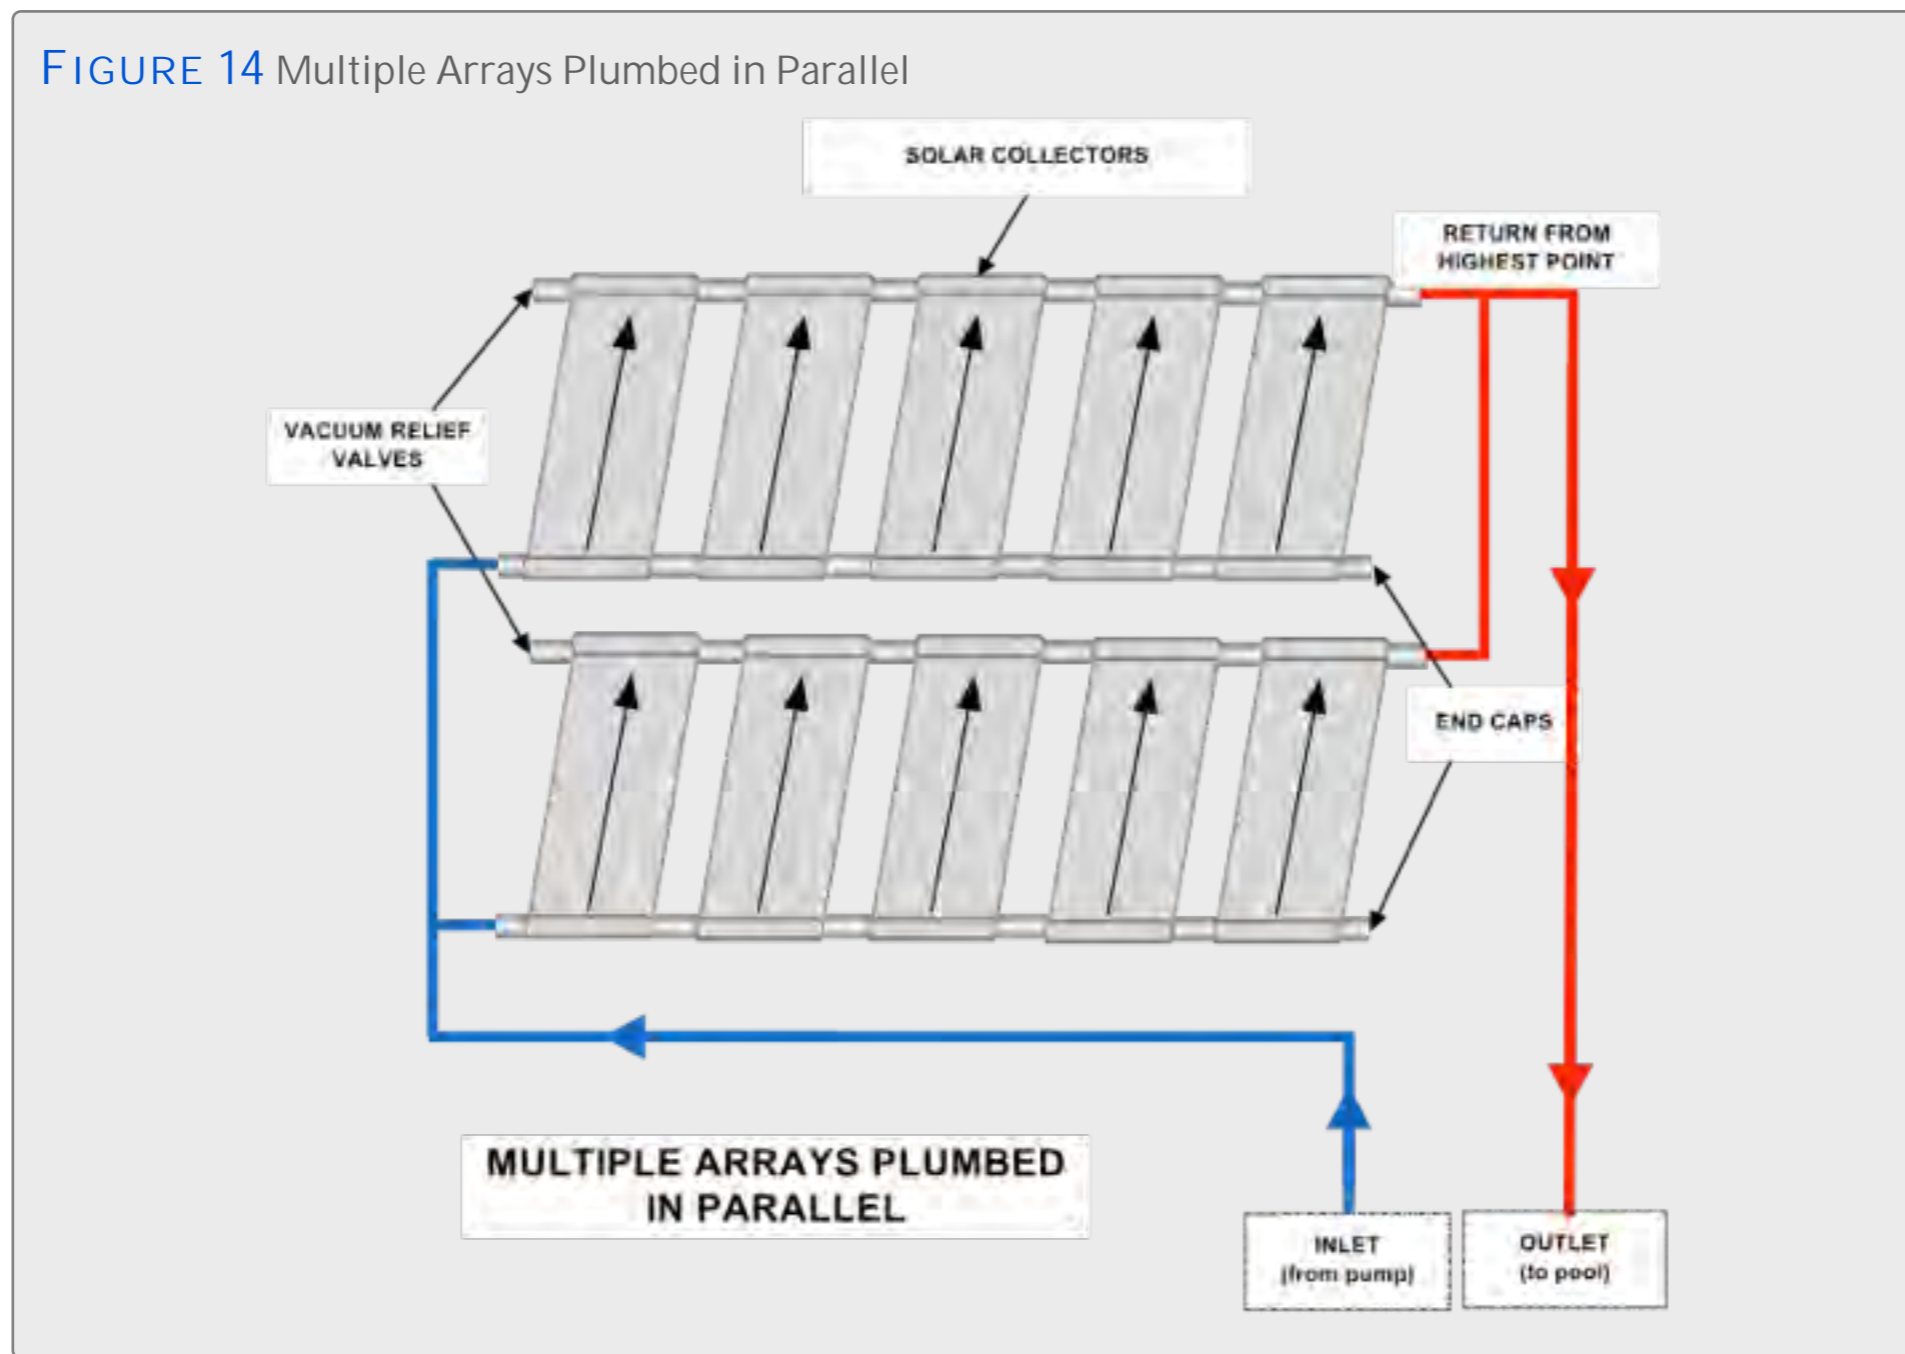 FIGURE 14 Multiple Arrays Plumbed in Parallel
SOLAR COLLECTORS
RETURN FROM
HIGHEST POINT
VACUUM RELIEF
VALVES
END CAPS
MULTIPLE ARRAYS PLUMBED
IN PARALLEL
INLET
(from pump)
OUTLET
(to pool)